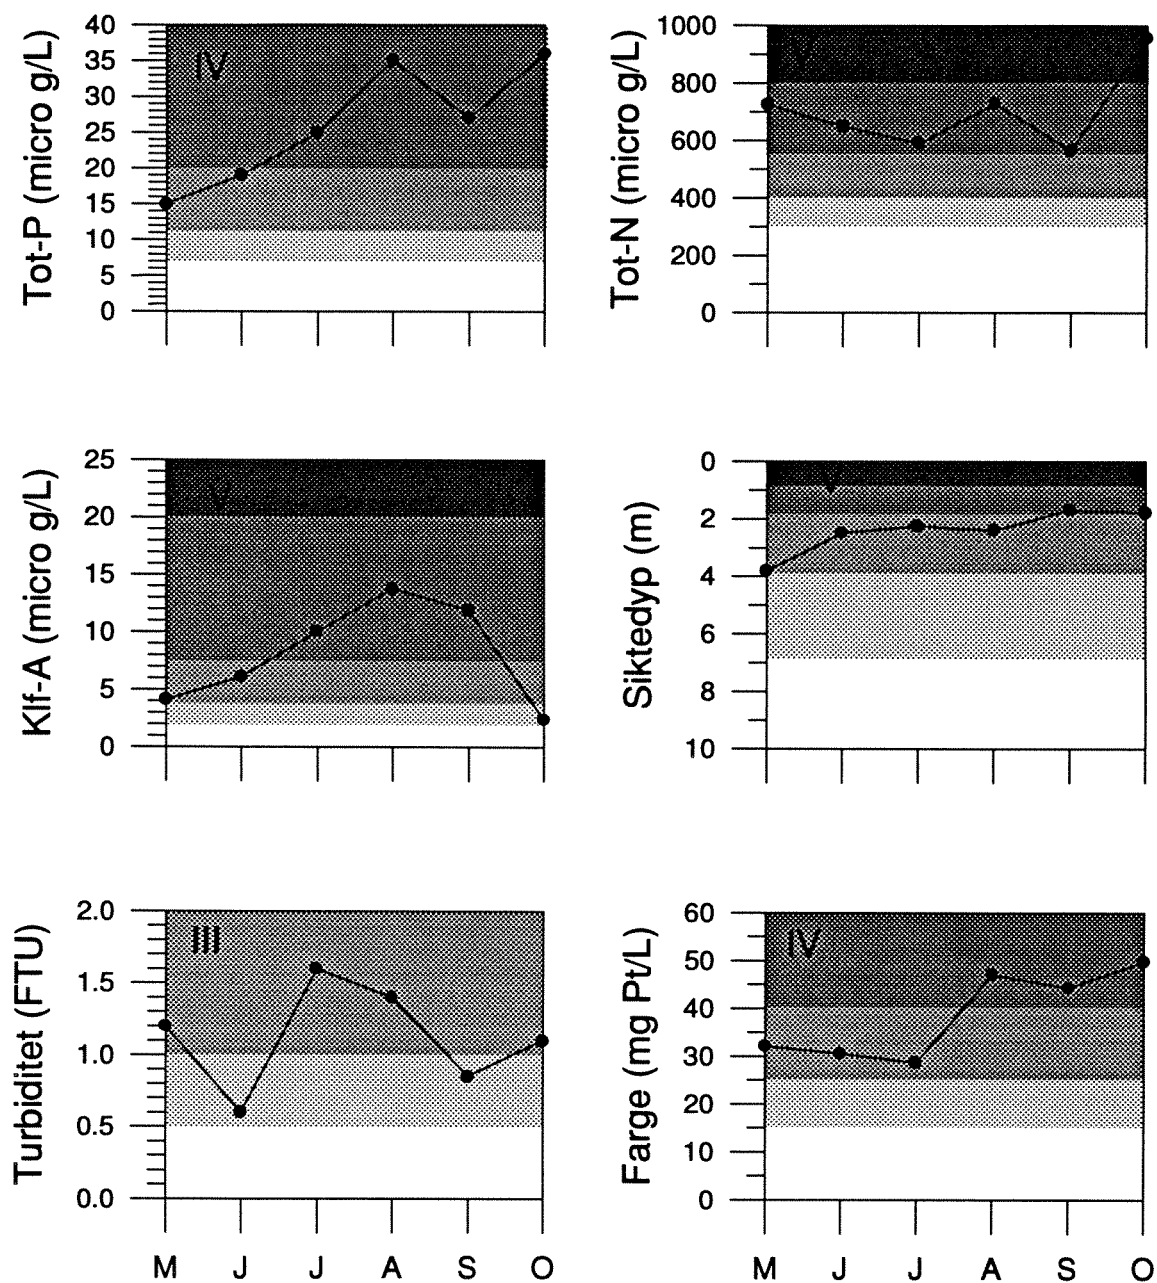 Tot-P (micro g/L)
40
35
30
25
20
15
10
5
0
IV
Tot-N (micro g/L)
1000
800
600
400
200
0
V
Klf-A (micro g/L)
25
20
15
10
5
0
V
Siktedyp (m)
0
2
4
6
8
10
V
Turbiditet (FTU)
2.0
1.5
1.0
0.5
0.0
III
M J J A S O
Farge (mg Pt/L)
60
50
40
30
20
10
0
IV
M J J A S O